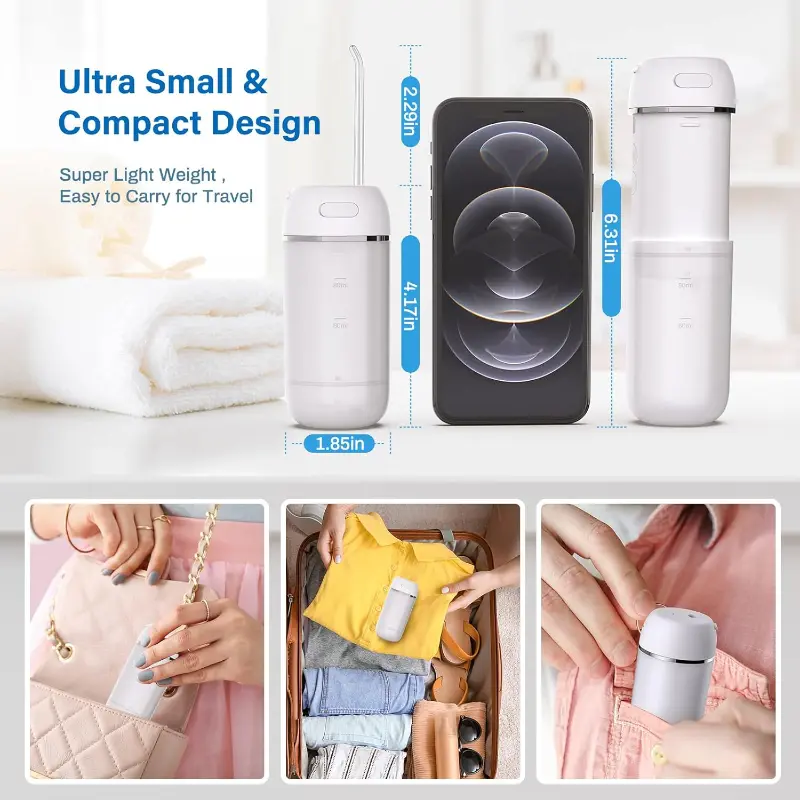 Ultra Small &
Compact Design
Super Light Weight ,
Easy to Carry for Travel
2.29in
4.17in
1.85in
6.31in